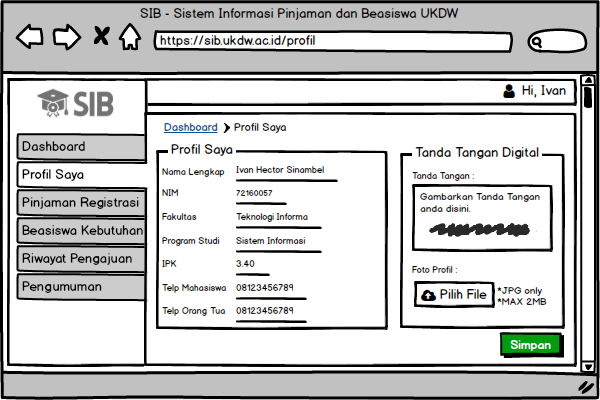 SIB - Sistem Informasi Pinjaman dan Beasiswa UKDW
https://sib.ukdw.ac.id/profil
SIB
Hi, Ivan
Dashboard
Profil Saya
Pinjaman Registrasi
Beasiswa Kebutuhan
Riwayat Pengajuan
Pengumuman
Dashboard > Profil Saya
Profil Saya
Nama Lengkap Ivan Hector Sinambel
NIM 72160057
Fakultas Teknologi Informa
Program Studi Sistem Informasi
IPK 3.40
Telp Mahasiswa 08123456789
Telp Orang Tua 08123456789
Tanda Tangan Digital
Tanda Tangan :
Gambarkan Tanda Tangan
anda disini.
Foto Profil :
Pilih File
*JPG only
*MAX 2MB
Simpan